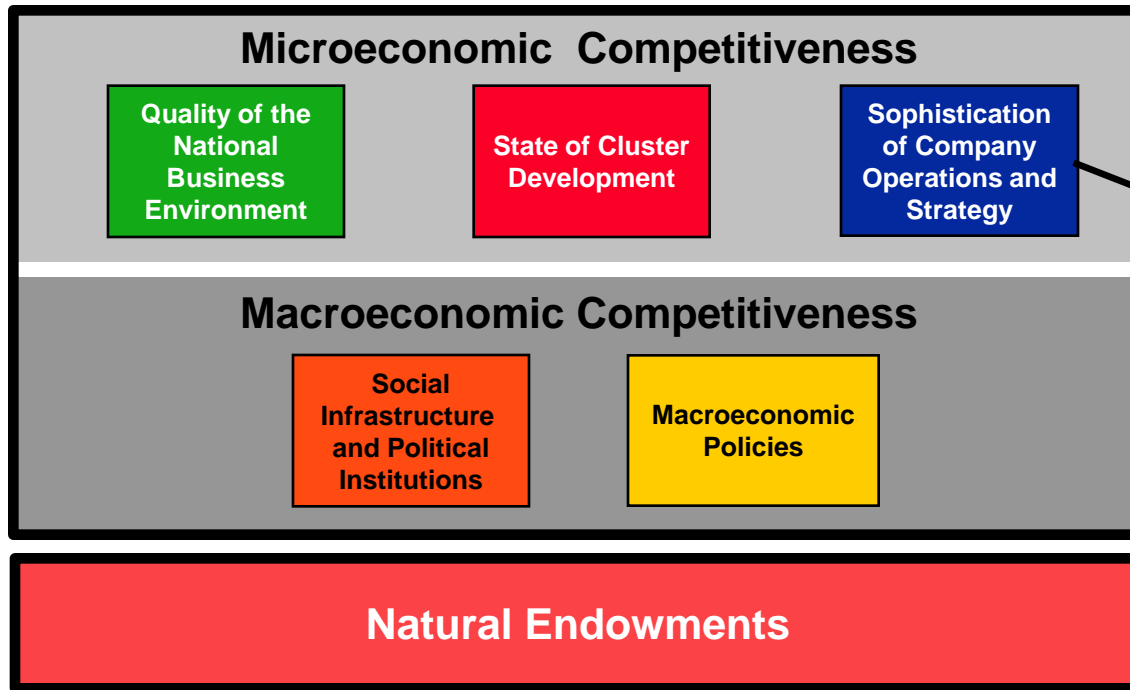 Microeconomic  Competitiveness
Quality of the
National
Business
Environment
State of Cluster
Development
Sophistication
of Company
Operations and
Strategy
Macroeconomic Competitiveness
Social
Infrastructure
and Political
Institutions
Macroeconomic
Policies
Natural Endowments